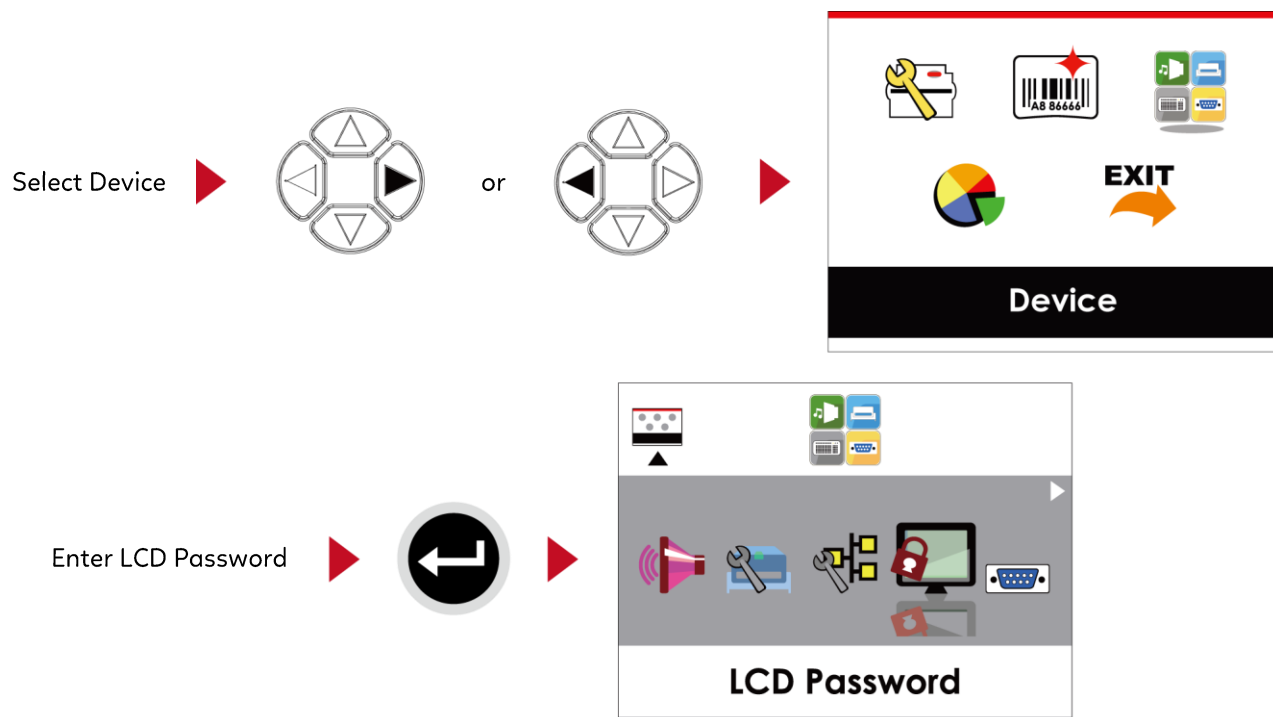 Select Device
or
A8 86666
EXIT
Device
Enter LCD Password
LCD Password